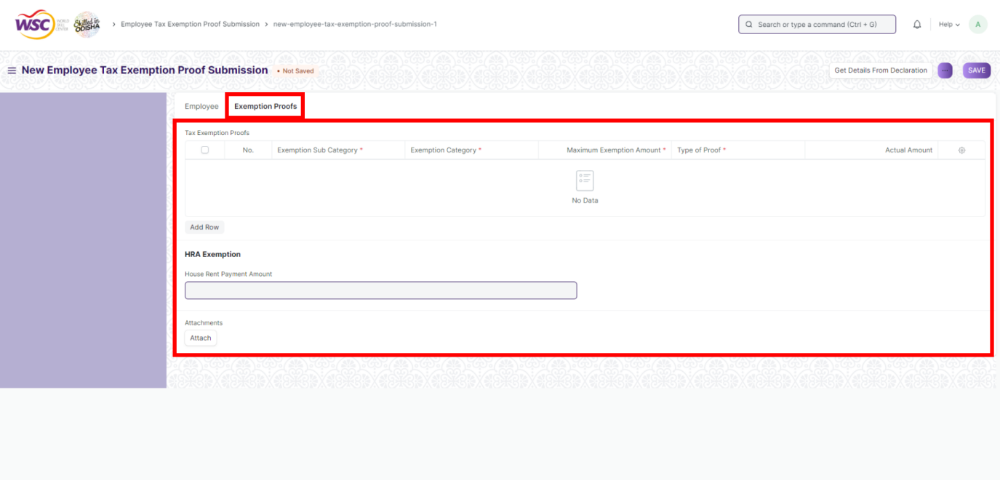 WSC WORLD SKILL CENTER Skilled in ODISHA > Employee Tax Exemption Proof Submission > new-employee-tax-exemption-proof-submission-1 Search or type a command (Ctrl + G) Help A
New Employee Tax Exemption Proof Submission • Not Saved Get Details From Declaration ... SAVE
Employee Exemption Proofs
Tax Exemption Proofs
No. Exemption Sub Category * Exemption Category * Maximum Exemption Amount * Type of Proof * Actual Amount
No Data
Add Row
HRA Exemption
House Rent Payment Amount
Attachments
Attach